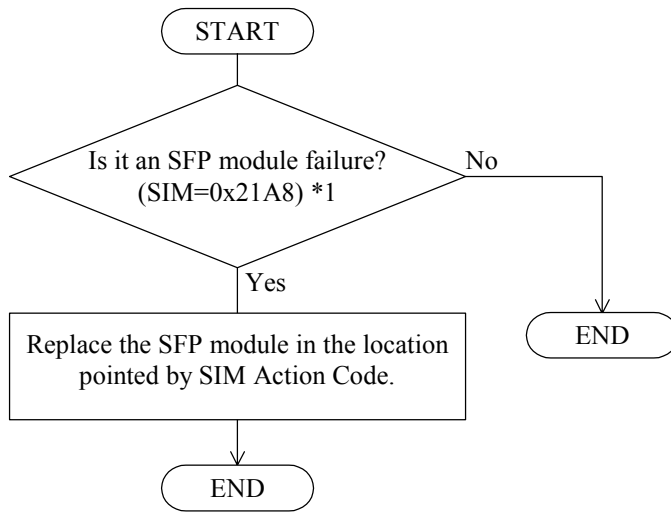 START
Is it an SFP module failure?
(SIM=0x21A8) *1
No
Yes
Replace the SFP module in the location
pointed by SIM Action Code.
END
END